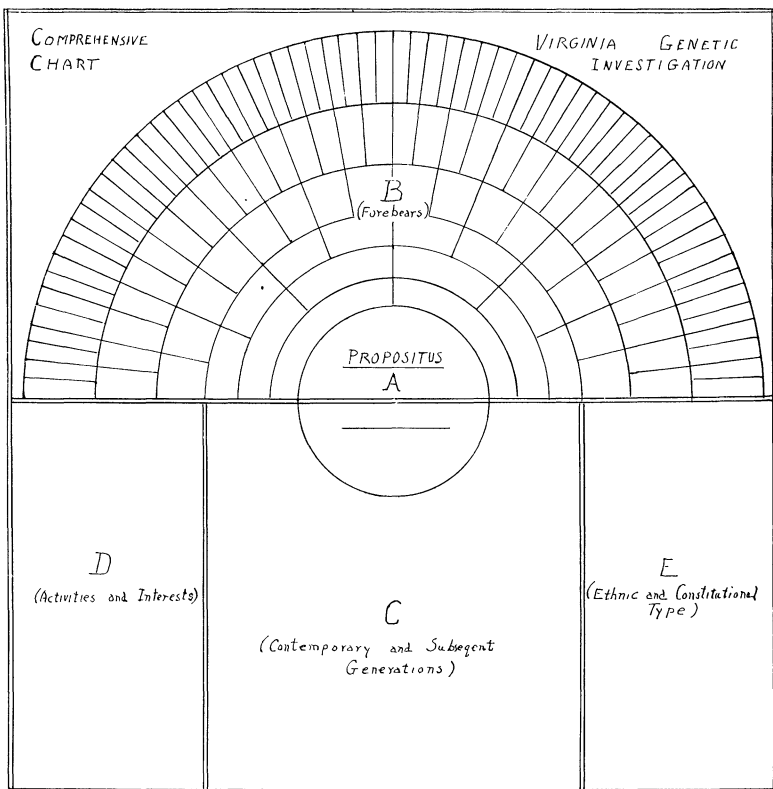 COMPREHENSIVE
CHART
VIRGINIA GENETIC
INVESTIGATION
B
(Forebears)
PROPOSITUS
A
D
(Activities and Interests)
C
(Contemporary and Subseqent
Generations)
E
(Ethnic and Constitutional
Type)